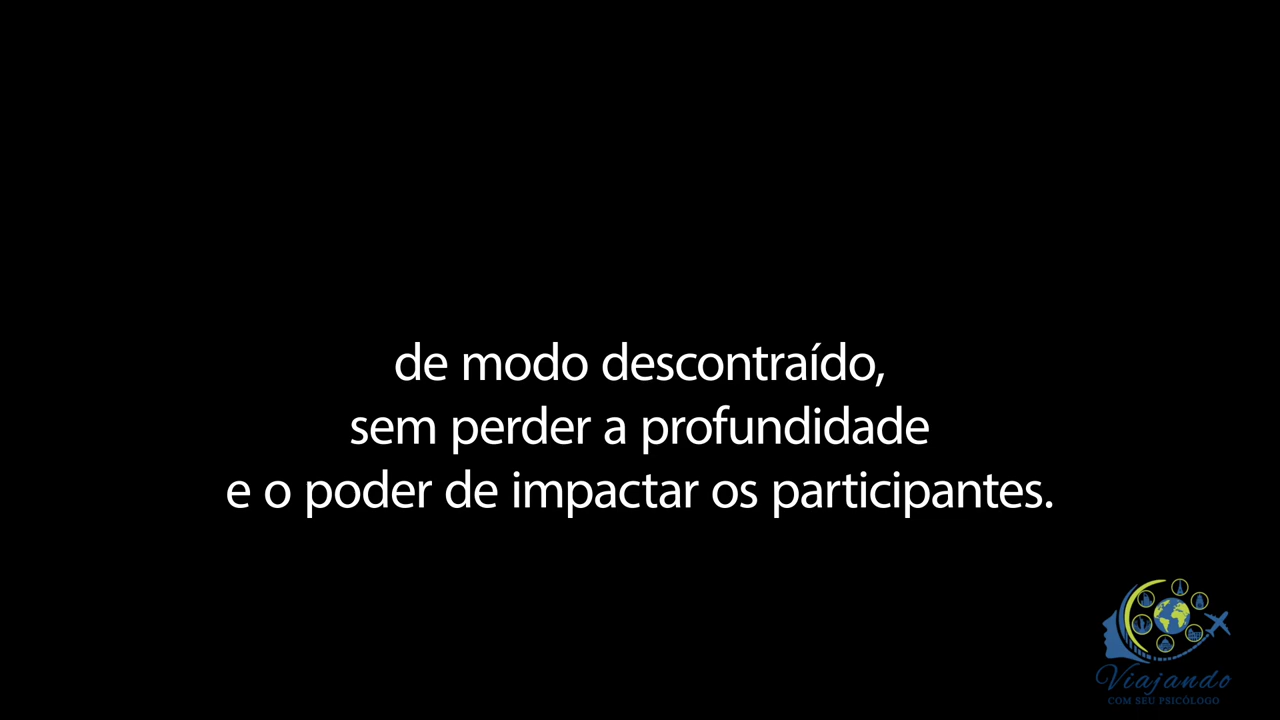 de modo descontraído,
sem perder a profundidade
e o poder de impactar os participantes.
Viajando
COM SEU PSICÓLOGO